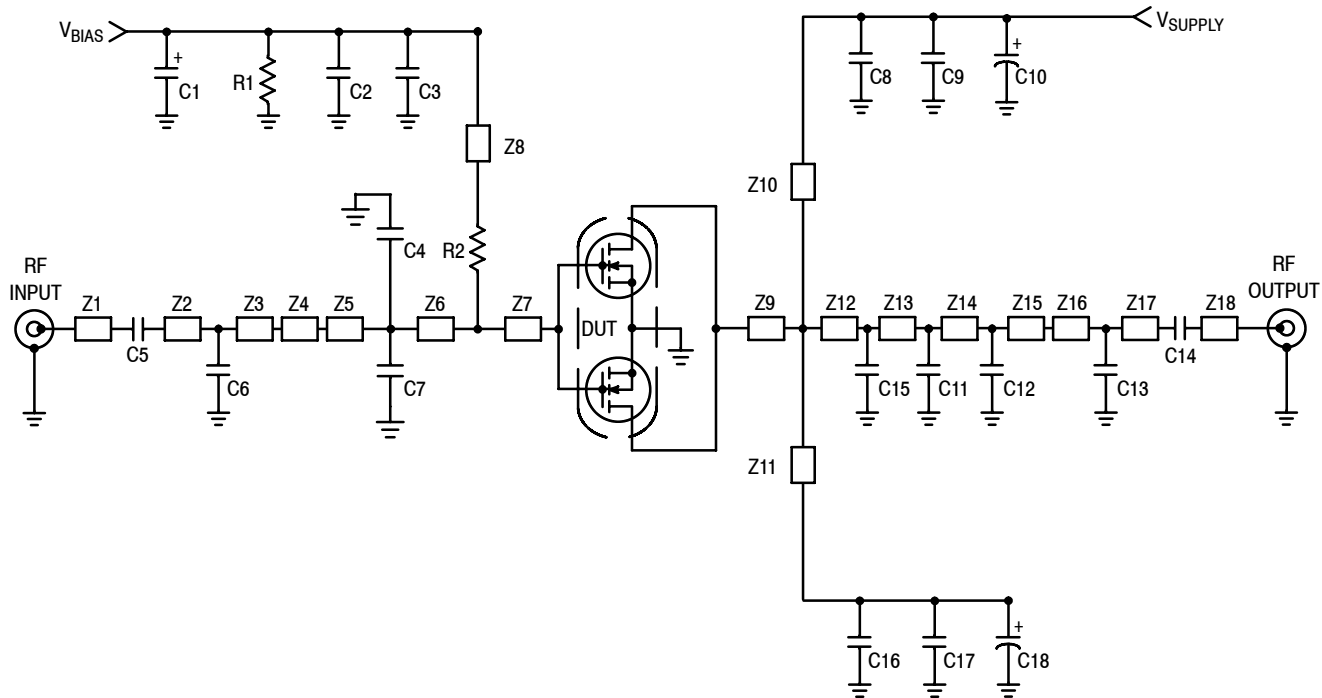 VBIAS
VSUPPLY
+
C1
R1
C2
C3
C8
C9
+
C10
Z8
Z10
C4
R2
RF
INPUT
Z1
C5
Z2
Z3
Z4
Z5
Z6
Z7
DUT
Z9
Z12
Z13
Z14
Z15
Z16
Z17
C14
Z18
RF
OUTPUT
C6
C7
C15
C11
C12
C13
Z11
C16
C17
+
C18